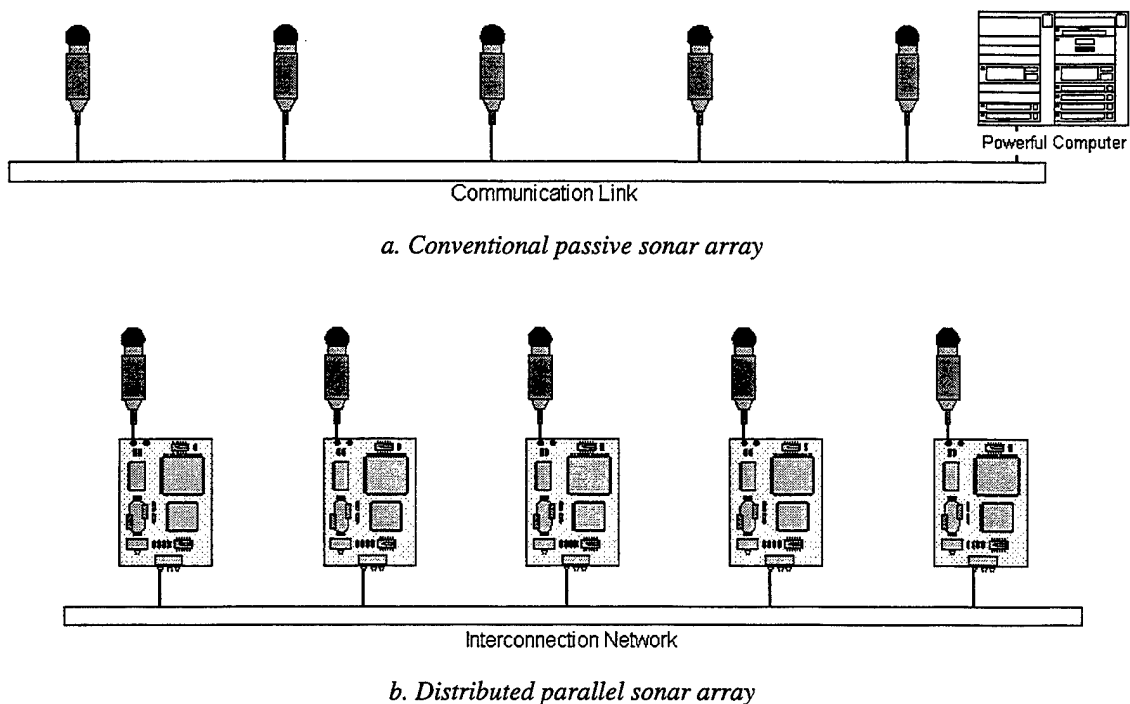 Powerful Computer
Communication Link
a. Conventional passive sonar array
Interconnection Network
b. Distributed parallel sonar array